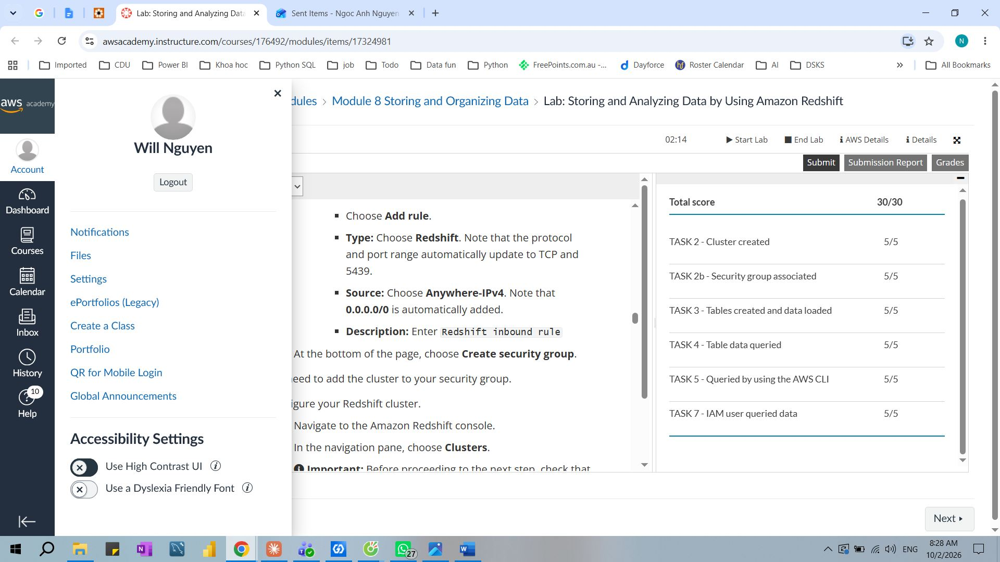 Lab: Storing and Analyzing Data
Sent Items - Ngoc Anh Nguyen
awsacademy.instructure.com/courses/176492/modules/items/17324981
N
Imported
CDU
Power BI
Khoa hoc
Python SQL
job
Todo
Data fun
Python
FreePoints.com.au -...
Dayforce
Roster Calendar
AI
DSKS
All Bookmarks
aws academy
Account
Dashboard
Courses
Calendar
Inbox
History
10
Help
Will Nguyen
Logout
Notifications
Files
Settings
ePortfolios (Legacy)
Create a Class
Portfolio
QR for Mobile Login
Global Announcements
Accessibility Settings
Use High Contrast UI
Use a Dyslexia Friendly Font
dules > Module 8 Storing and Organizing Data > Lab: Storing and Analyzing Data by Using Amazon Redshift
02:14 Start Lab End Lab AWS Details Details
Submit Submission Report Grades
Choose Add rule.
Type: Choose Redshift. Note that the protocol
and port range automatically update to TCP and
5439.
Source: Choose Anywhere-IPv4. Note that
0.0.0.0/0 is automatically added.
Description: Enter Redshift inbound rule
At the bottom of the page, choose Create security group.
eed to add the cluster to your security group.
igure your Redshift cluster.
Navigate to the Amazon Redshift console.
In the navigation pane, choose Clusters.
Important: Before proceeding to the next step, check that
Total score 30/30
TASK 2 - Cluster created 5/5
TASK 2b - Security group associated 5/5
TASK 3 - Tables created and data loaded 5/5
TASK 4 - Table data queried 5/5
TASK 5 - Queried by using the AWS CLI 5/5
TASK 7 - IAM user queried data 5/5
Next
27
ENG
8:28 AM
10/2/2026